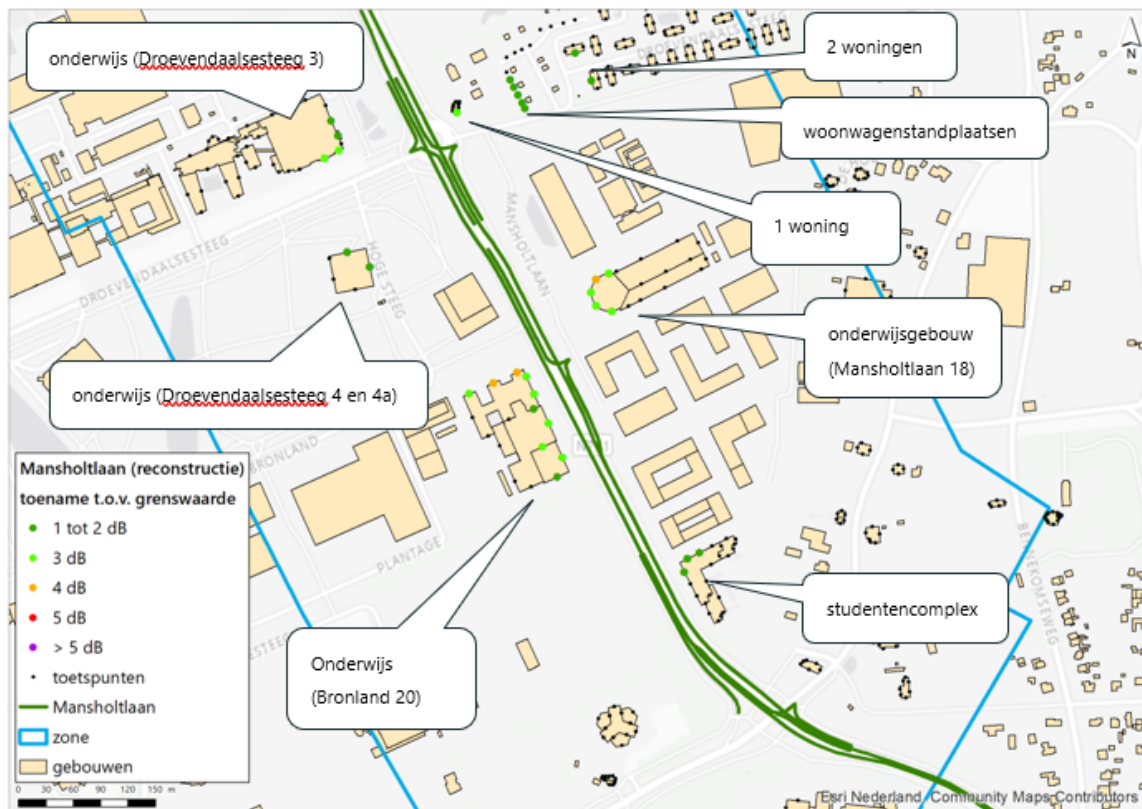 onderwijs (Droevendaalsesteeg 3)
DROEVENDAALSESTEEG
2 woningen
N
woonwagenstandplaatsen
1 woning
MANSHOLTLAAN
HOGE STEEG
DROEVENDAALSESTEEG
onderwijsgebouw
(Mansholtlaan 18)
onderwijs (Droevendaalsesteeg 4 en 4a)
BRONLAND
PLANTAGE
BENNEKOMSEWEG
studentencomplex
Onderwijs
(Bronland 20)
Mansholtlaan (reconstructie)
toename t.o.v. grenswaarde
1 tot 2 dB
3 dB
4 dB
5 dB
> 5 dB
toetspunten
Mansholtlaan
zone
gebouwen
0 30 60 90 120 150 m
Esri Nederland, Community Maps Contributors